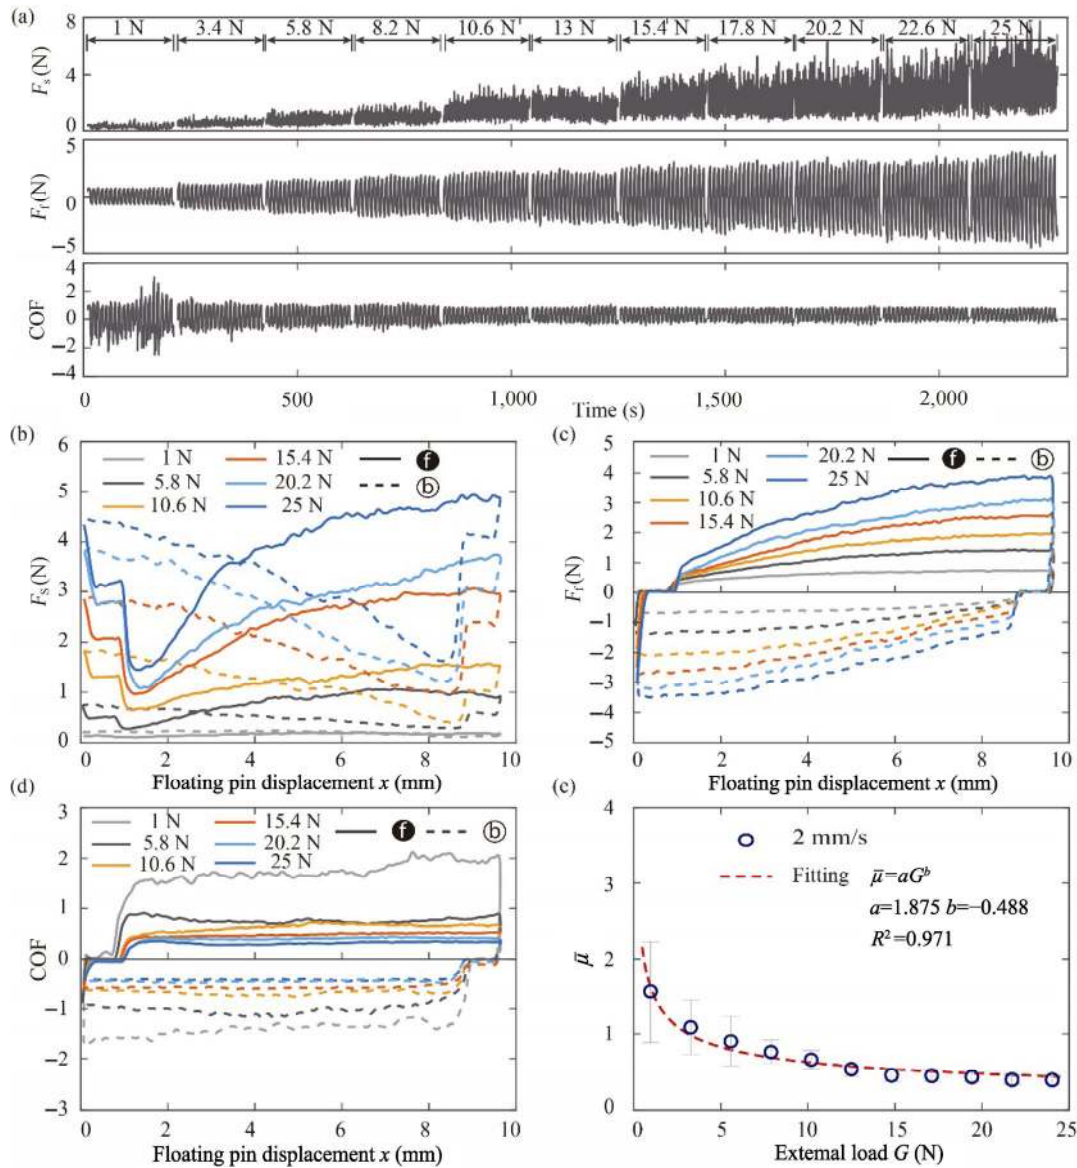 (a)
8
1 N
3.4 N
5.8 N
8.2 N
10.6 N
13 N
15.4 N
17.8 N
20.2 N
22.6 N
25 N
4
0
Fs(N)
5
0
−5
Ff(N)
4
2
0
−2
−4
COF
0
500
1,000
1,500
2,000
Time (s)
(b)
6
5
4
3
2
1
0
Fs(N)
1 N
15.4 N
f
5.8 N
20.2 N
b
10.6 N
25 N
0
2
4
6
8
10
Floating pin displacement x (mm)
(c)
5
4
3
2
1
0
−1
−2
−3
−4
−5
Ff(N)
1 N
20.2 N
f
b
5.8 N
25 N
10.6 N
15.4 N
0
2
4
6
8
10
Floating pin displacement x (mm)
(d)
3
2
1
0
−1
−2
−3
COF
1 N
15.4 N
f
b
5.8 N
20.2 N
10.6 N
25 N
0
2
4
6
8
10
Floating pin displacement x (mm)
(e)
4
3
2
1
0
μ̄
2 mm/s
Fitting μ̄=aG^b
a=1.875 b=−0.488
R²=0.971
0
5
10
15
20
25
External load G (N)